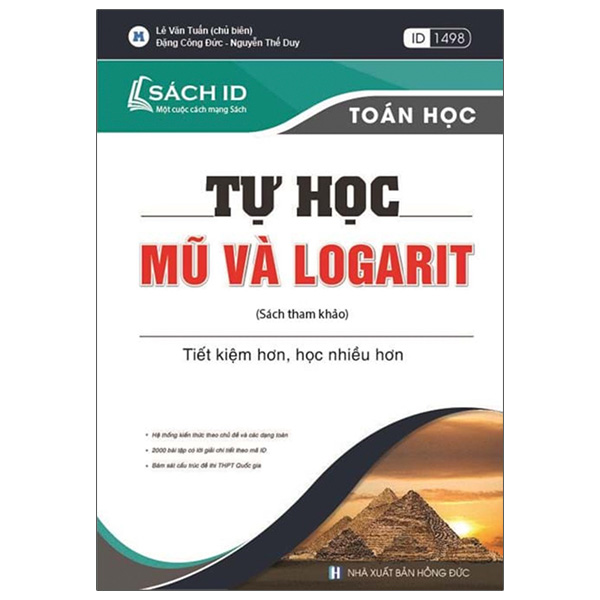 Lê Văn Tuấn (chủ biên)
Đặng Công Đức - Nguyễn Thế Duy
ID 1498
SÁCH ID
Một cuộc cách mạng Sách
TOÁN HỌC
TỰ HỌC
MŨ VÀ LOGARIT
(Sách tham khảo)
Tiết kiệm hơn, học nhiều hơn
Hệ thống kiến thức theo chủ đề và các dạng toán
2000 bài tập có lời giải chi tiết theo mã ID
Bám sát cấu trúc đề thi THPT Quốc gia
NHÀ XUẤT BẢN HỒNG ĐỨC